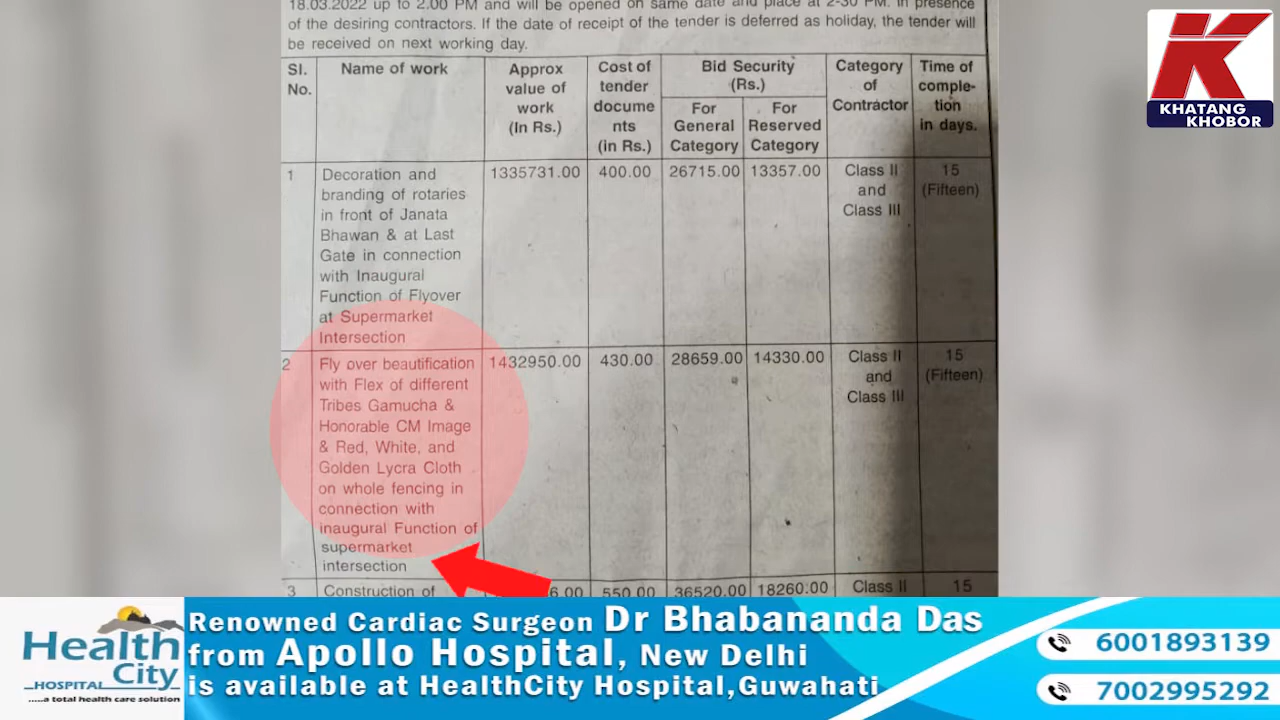 18.03.2022 up to 2.00 PM and will be opened on same date and place at 2-30 PM. In presence
of the desiring contractors. If the date of receipt of the tender is deferred as holiday, the tender will
be received on next working day.
Sl. No.
Name of work
Approx value of work (In Rs.)
Cost of tender docume nts (in Rs.)
Bid Security (Rs.)
For General Category
For Reserved Category
Category of Contractor
Time of comple- tion in days.
1
Decoration and
branding of rotaries
in front of Janata
Bhawan & at Last
Gate in connection
with Inaugural
Function of Flyover
at Supermarket
Intersection
1335731.00
400.00
26715.00
13357.00
Class II
and
Class III
15
(Fifteen)
2
Fly over beautification
with Flex of different
Tribes Gamucha &
Honorable CM Image
& Red, White, and
Golden Lycra Cloth
on whole fencing in
connection with
inaugural Function of
supermarket
intersection
1432950.00
430.00
28659.00
14330.00
Class II
and
Class III
15
(Fifteen)
3
Construction of
550.00
36520.00
18260.00
Class II
15
KHATANG
KHOBOR
Health
City
HOSPITAL
.....a total health care solution
Renowned Cardiac Surgeon Dr Bhabananda Das
from Apollo Hospital, New Delhi
is available at HealthCity Hospital,Guwahati
6001893139
7002995292